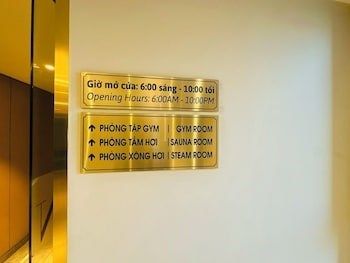 Giờ mở cửa: 6:00 sáng - 10:00 tối
Opening Hours: 6:00AM - 10:00PM
↑ PHÒNG TẬP GYM | GYM ROOM
↑ PHÒNG TẮM HƠI | SAUNA ROOM
↑ PHÒNG XÔNG HƠI | STEAM ROOM